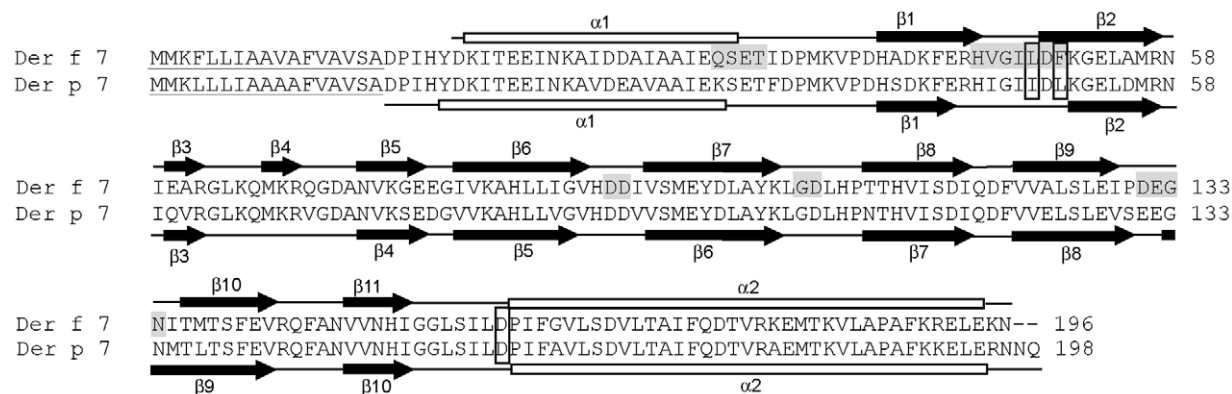 α1 β1 β2
Der f 7 MMKFLLIAAVAFVAVSADPIHYDKITEEINKAIDDAIAAIEQSETIDPMKVPDHADKFERHVGILDFKGELAMRN 58
Der p 7 MMKLLLIAAAAFVAVSADPIHYDKITEEINKAVDEAVAAIEKSETFDPMKVPDHSDKFERHIGIIDLKGELDMRN 58
α1 β1 β2
β3 β4 β5 β6 β7 β8 β9
Der f 7 IEARGLKQMKRQGDANVKGEEGIVKAHLLIGVHDDIVSMEYDLAYKLGDLHPTTHVISDIQDFVVALSLEIPDEG 133
Der p 7 IQVRGLKQMKRVGDANVKSEDGVVKAHLLVGVHDDVVSMEYDLAYKLGDLHPNTHVISDIQDFVVELSLEVSEEG 133
β3 β4 β5 β6 β7 β8
β10 β11 α2
Der f 7 NITMTSFEVRQFANVVNHIGGLSILDPIFGVLSDVLTAIFQDTVRKEMTKVLAPAFKRELEKN-- 196
Der p 7 NMTLTSFEVRQFANVVNHIGGLSILDPIFAVLSDVLTAIFQDTVRAEMTKVLAPAFKKELERNNQ 198
β9 β10 α2